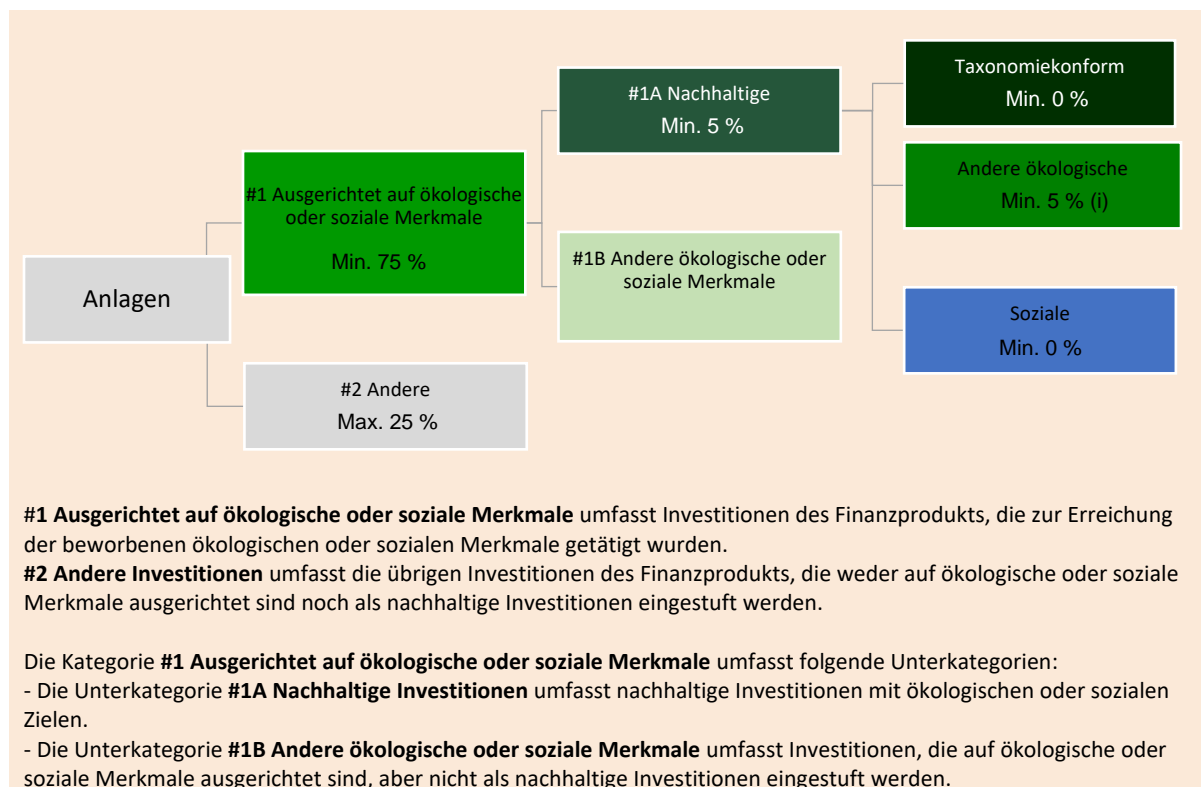 Anlagen
#1 Ausgerichtet auf ökologische
oder soziale Merkmale
Min. 75 %
#2 Andere
Max. 25 %
#1A Nachhaltige
Min. 5 %
#1B Andere ökologische oder
soziale Merkmale
Taxonomiekonform
Min. 0 %
Andere ökologische
Min. 5 % (i)
Soziale
Min. 0 %
#1 Ausgerichtet auf ökologische oder soziale Merkmale umfasst Investitionen des Finanzprodukts, die zur Erreichung
der beworbenen ökologischen oder sozialen Merkmale getätigt wurden.
#2 Andere Investitionen umfasst die übrigen Investitionen des Finanzprodukts, die weder auf ökologische oder soziale
Merkmale ausgerichtet sind noch als nachhaltige Investitionen eingestuft werden.
Die Kategorie #1 Ausgerichtet auf ökologische oder soziale Merkmale umfasst folgende Unterkategorien:
- Die Unterkategorie #1A Nachhaltige Investitionen umfasst nachhaltige Investitionen mit ökologischen oder sozialen
Zielen.
- Die Unterkategorie #1B Andere ökologische oder soziale Merkmale umfasst Investitionen, die auf ökologische oder
soziale Merkmale ausgerichtet sind, aber nicht als nachhaltige Investitionen eingestuft werden.